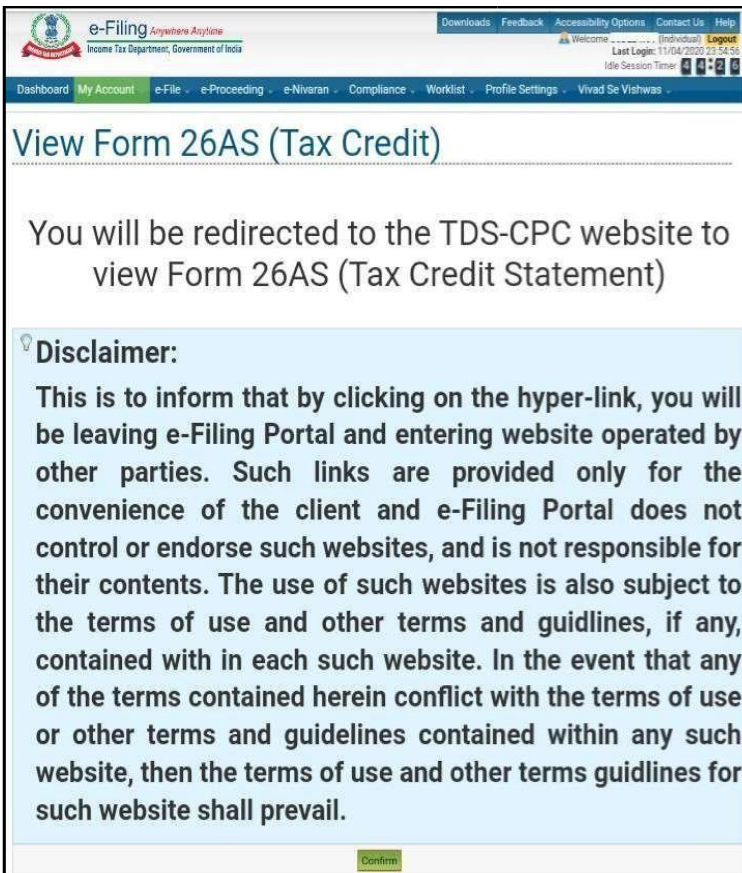 e-Filing Anywhere Anytime
Income Tax Department, Government of India
Downloads Feedback Accessibility Options Contact Us Help
Welcome (Individual) Logout
Last Login: 11/04/2020 23:54:56
Idle Session Timer 4 4 : 2 6
Dashboard My Account e-File e-Proceeding e-Nivaran Compliance Worklist Profile Settings Vivad Se Vishwas
View Form 26AS (Tax Credit)
You will be redirected to the TDS-CPC website to
view Form 26AS (Tax Credit Statement)
Disclaimer:
This is to inform that by clicking on the hyper-link, you will
be leaving e-Filing Portal and entering website operated by
other parties. Such links are provided only for the
convenience of the client and e-Filing Portal does not
control or endorse such websites, and is not responsible for
their contents. The use of such websites is also subject to
the terms of use and other terms and guidlines, if any,
contained with in each such website. In the event that any
of the terms contained herein conflict with the terms of use
or other terms and guidelines contained within any such
website, then the terms of use and other terms guidlines for
such website shall prevail.
Confirm